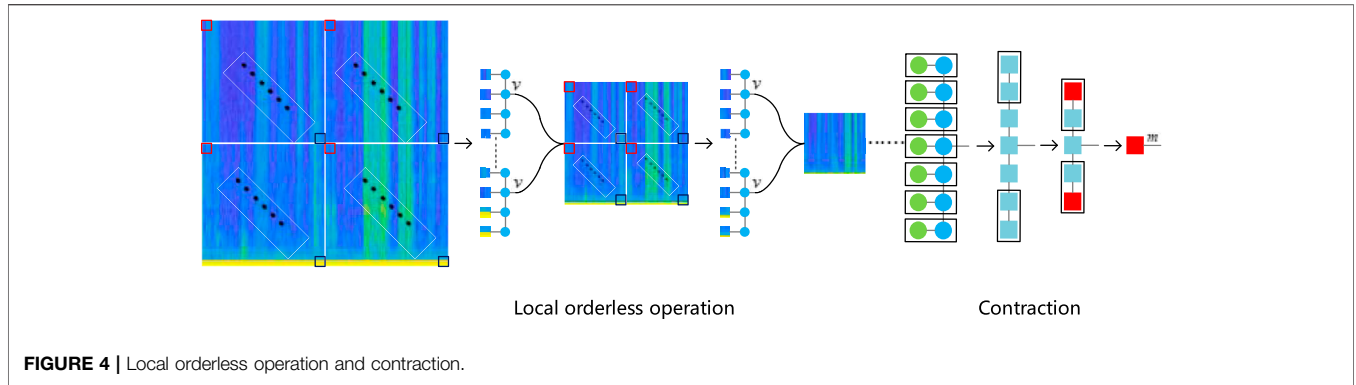 v
v
v
v
m
Local orderless operation
Contraction
FIGURE 4 | Local orderless operation and contraction.